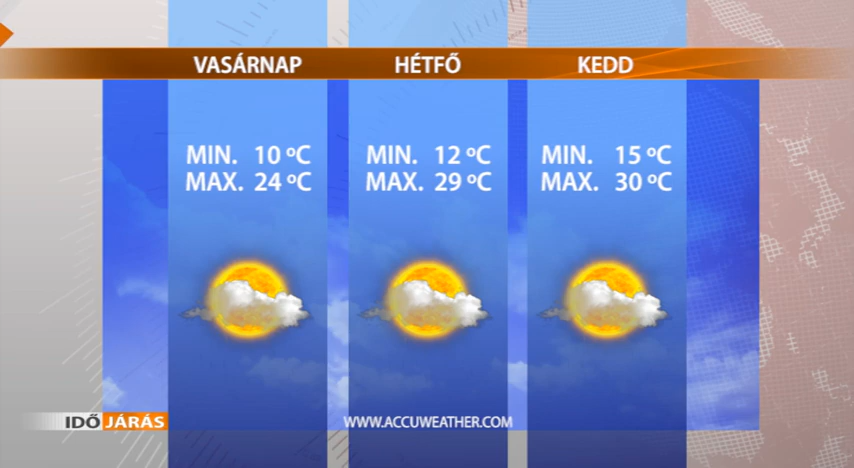 VASÁRNAP HÉTFŐ KEDD
MIN. 10 ºC MIN. 12 ºC MIN. 15 ºC
MAX. 24 ºC MAX. 29 ºC MAX. 30 ºC
IDŐJÁRÁS WWW.ACCUWEATHER.COM